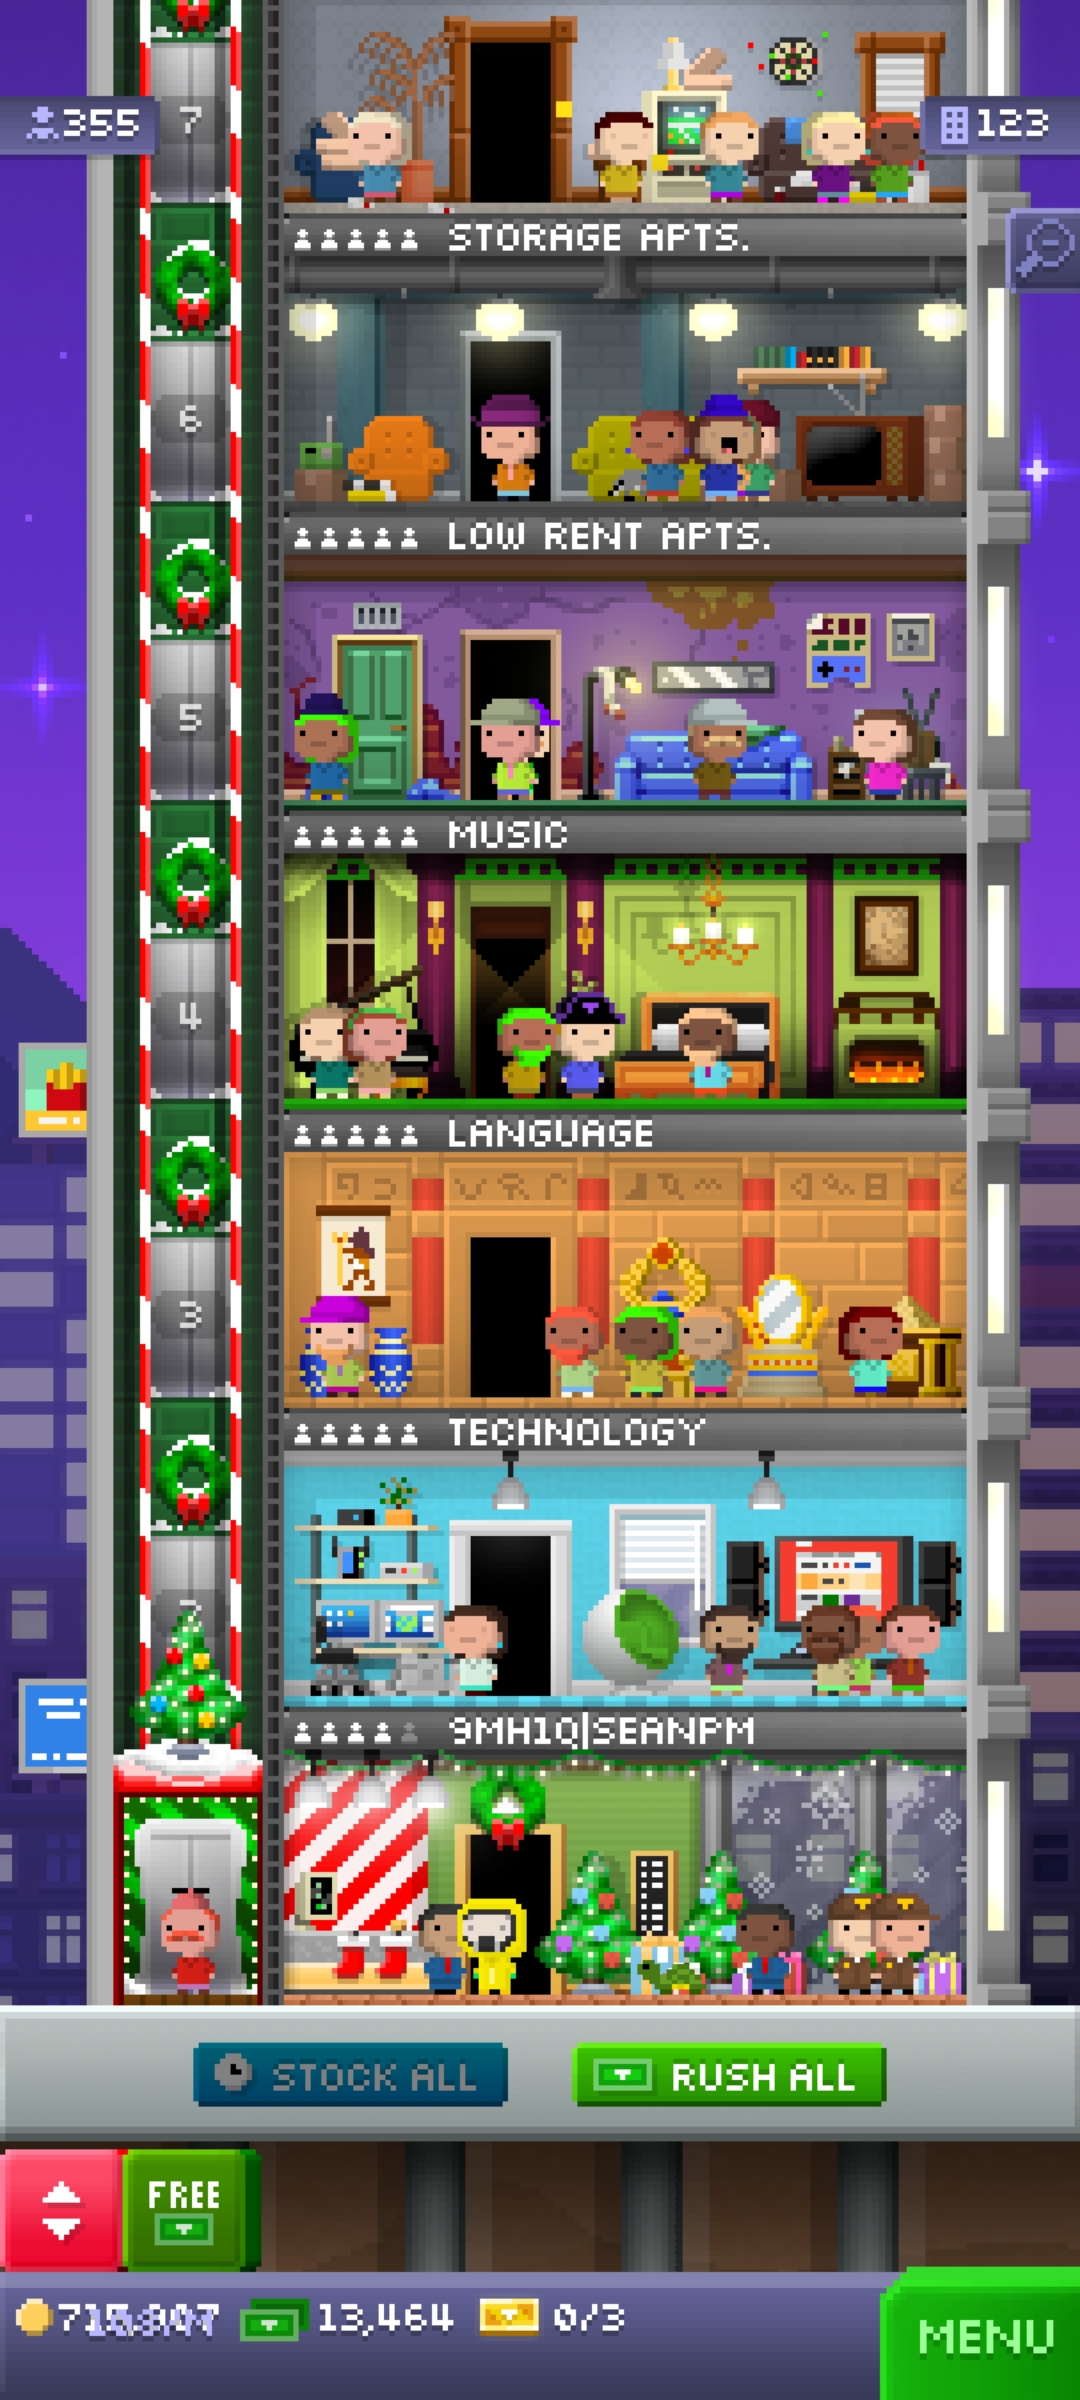 7
355
123
STORAGE APTS.
6
LOW RENT APTS.
5
MUSIC
4
LANGUAGE
3
TECHNOLOGY
9MH1Q|SEANPM
STOCK ALL
RUSH ALL
FREE
13,464
0/3
MENU